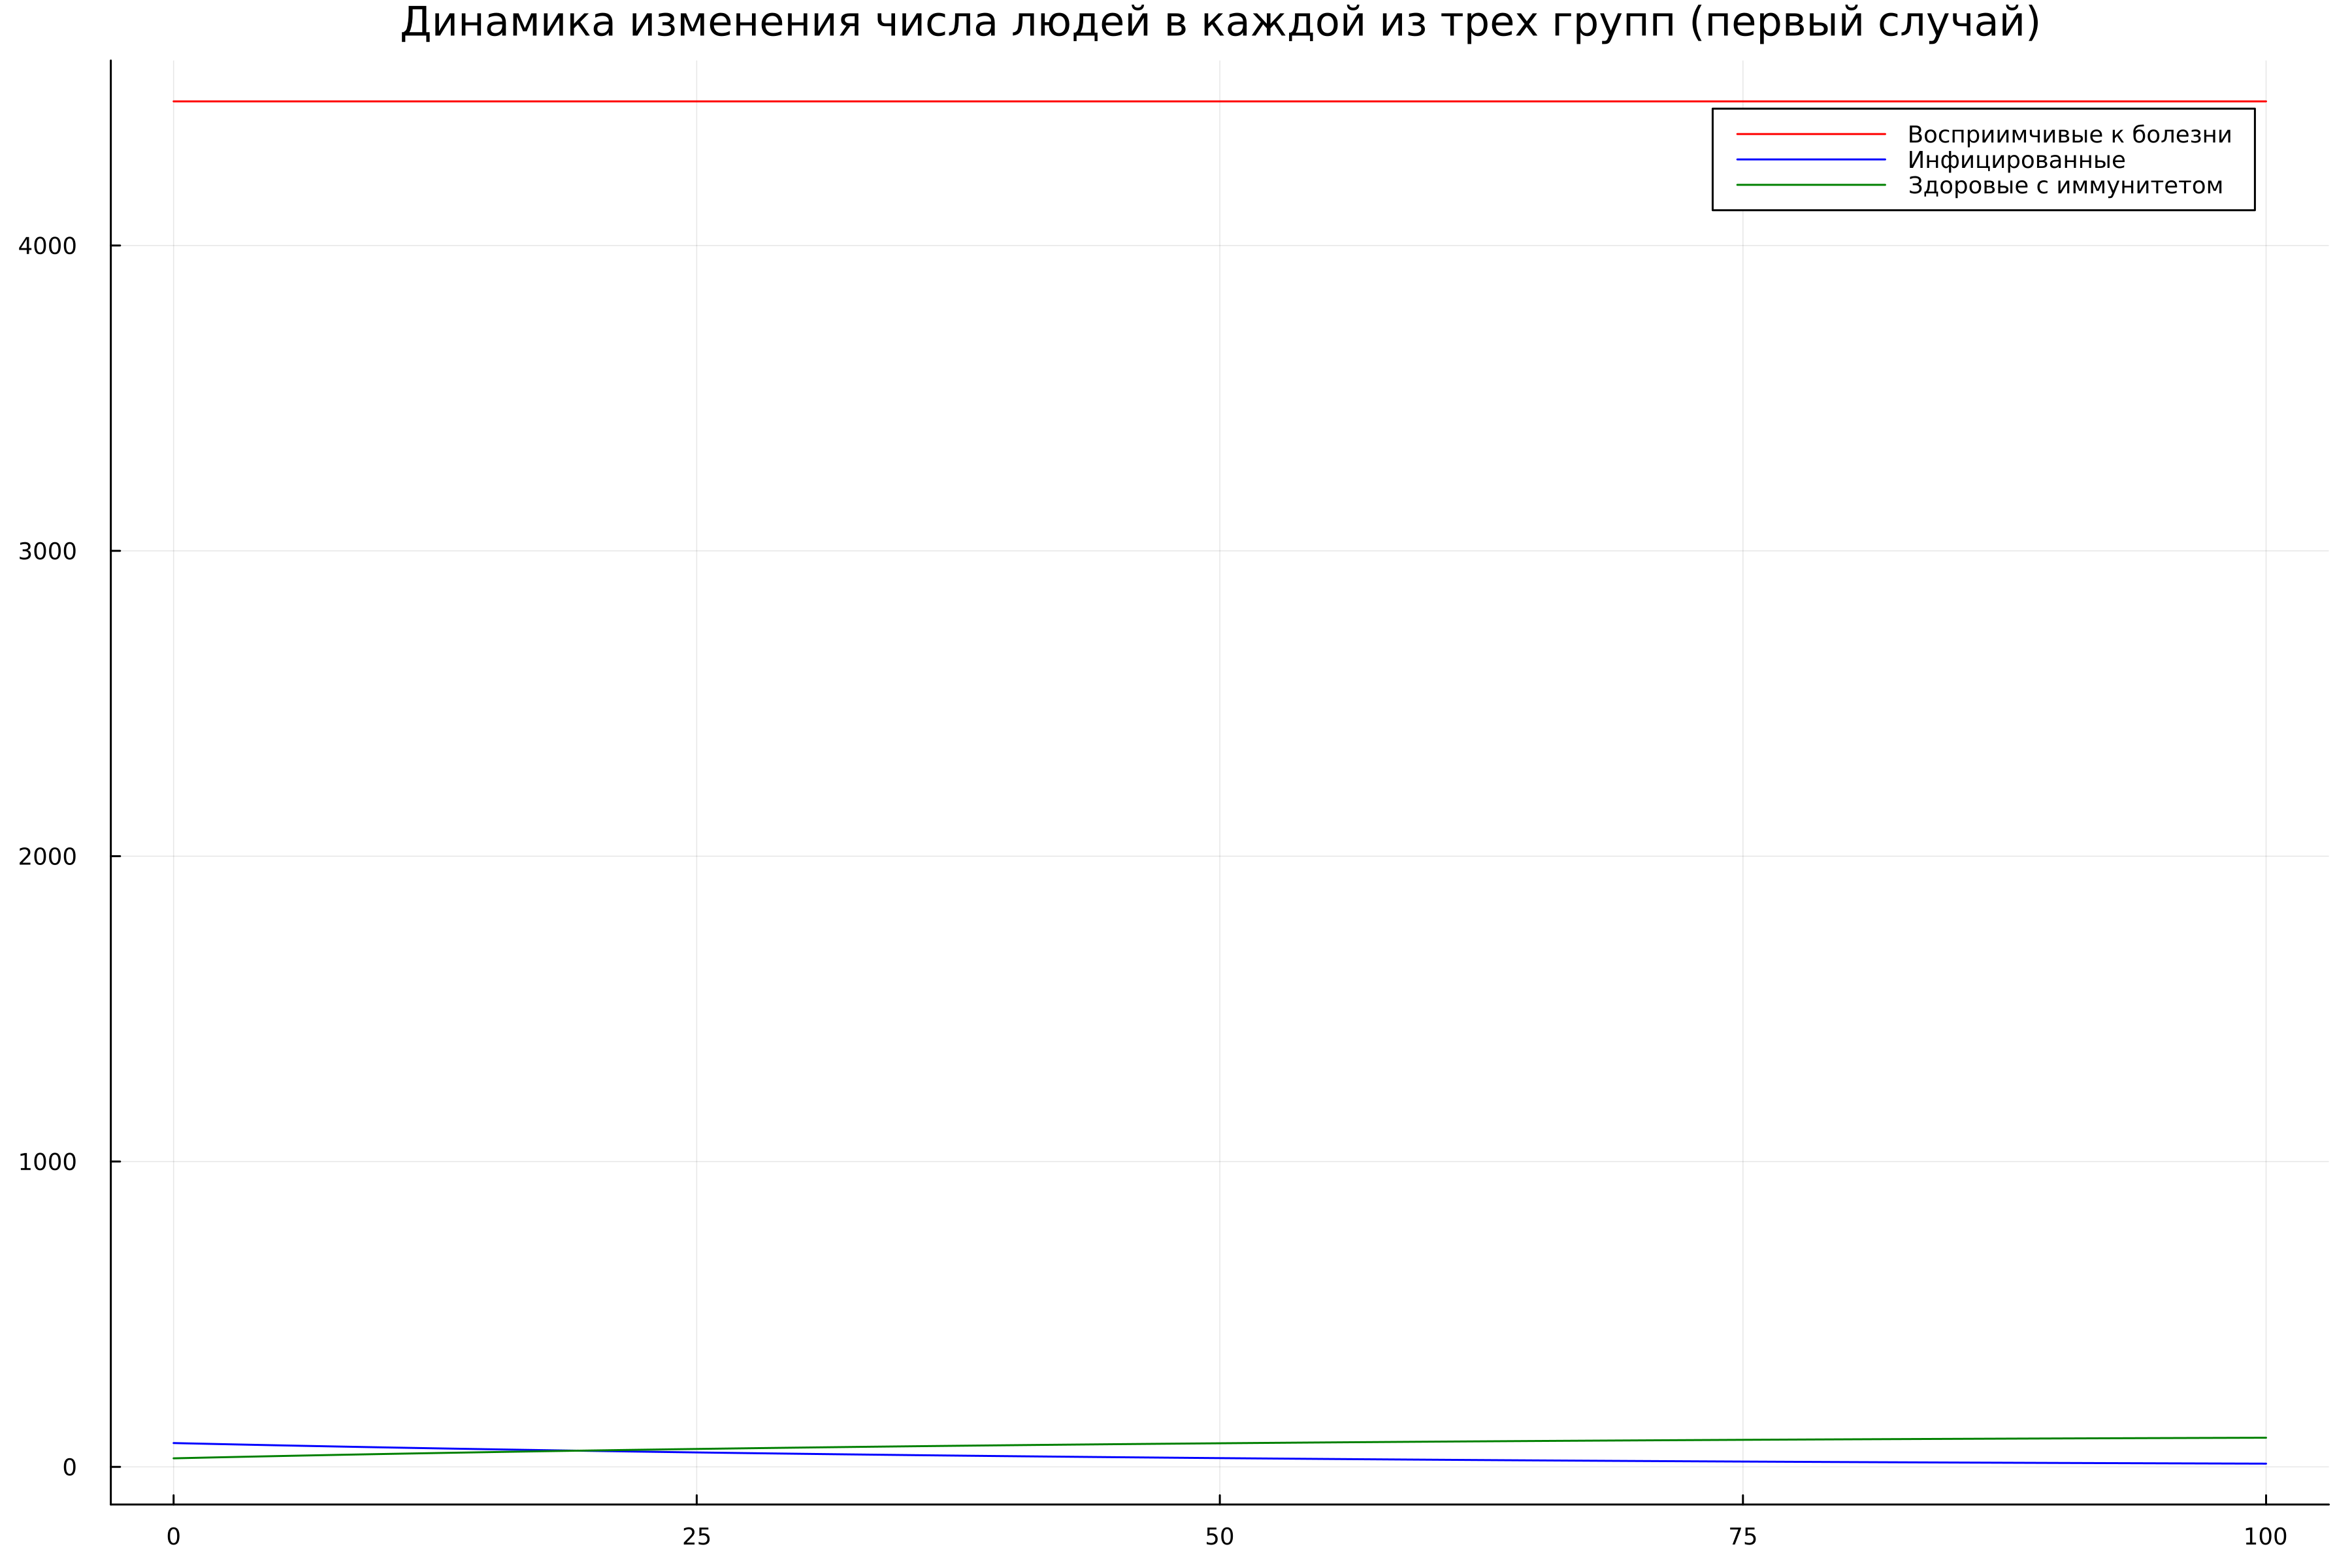 Динамика изменения числа людей в каждой из трех групп (первый случай)
Восприимчивые к болезни
Инфицированные
Здоровые с иммунитетом
4000
3000
2000
1000
0
0 25 50 75 100